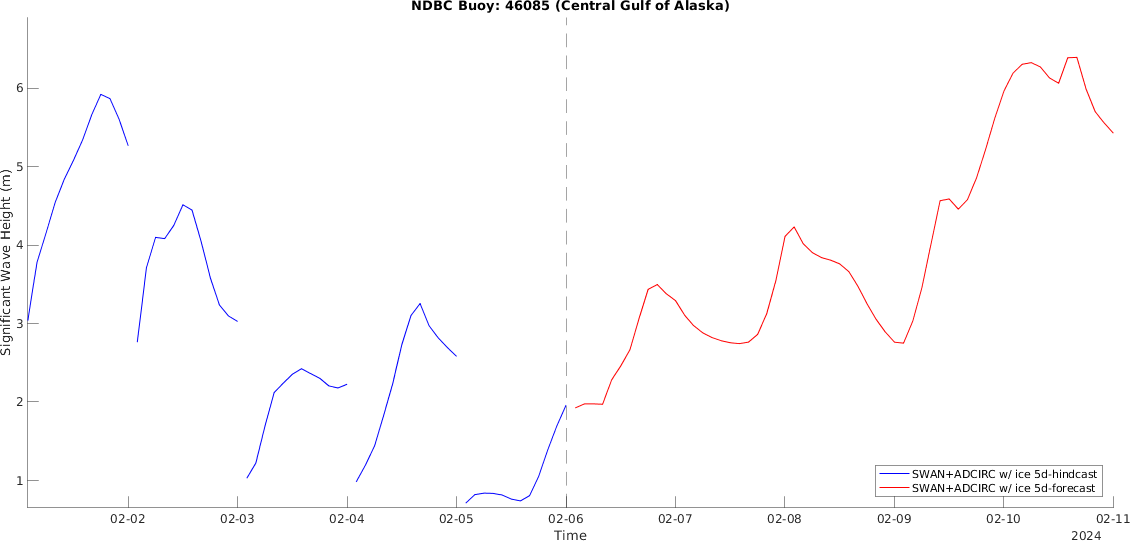 NDBC Buoy: 46085 (Central Gulf of Alaska)
6
5
4
3
2
1
Significant Wave Height (m)
02-02 02-03 02-04 02-05 02-06 02-07 02-08 02-09 02-10 02-11
Time
2024
SWAN+ADCIRC w/ ice 5d-hindcast
SWAN+ADCIRC w/ ice 5d-forecast